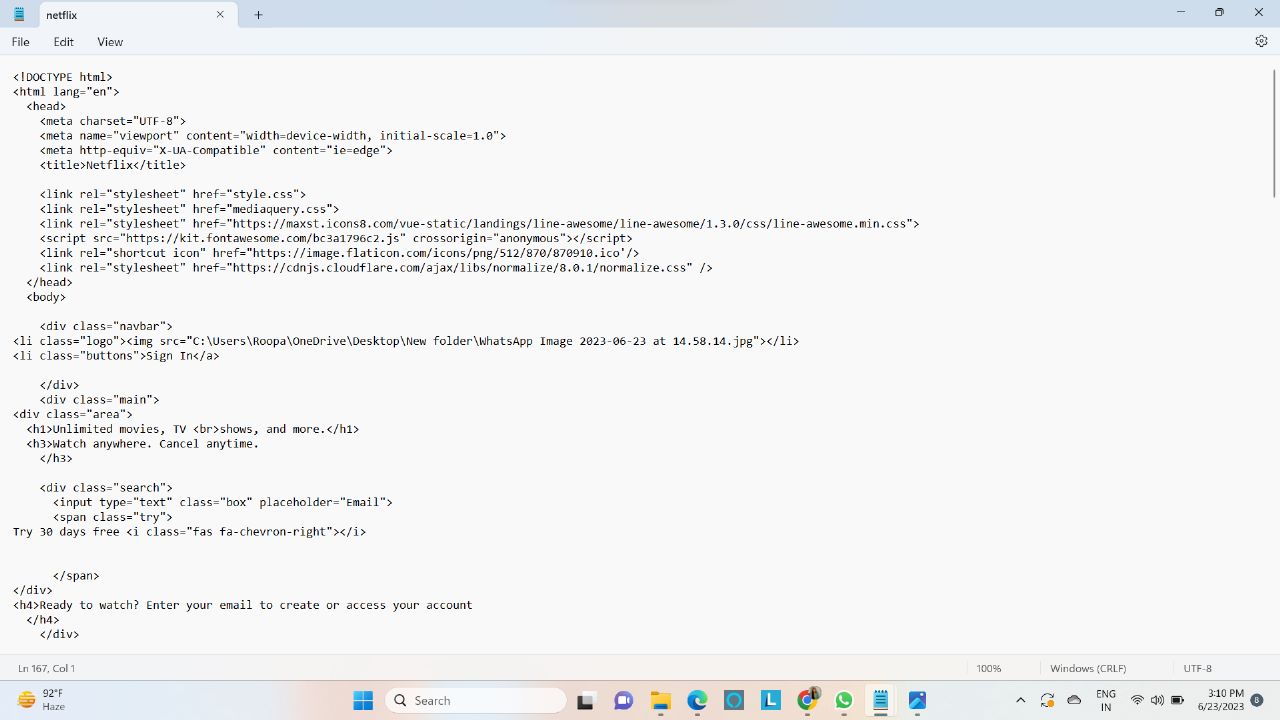 netflix
File Edit View
<!DOCTYPE html>
<html lang="en">
<head>
<meta charset="UTF-8">
<meta name="viewport" content="width=device-width, initial-scale=1.0">
<meta http-equiv="X-UA-Compatible" content="ie=edge">
<title>Netflix</title>
<link rel="stylesheet" href="style.css">
<link rel="stylesheet" href="mediaquery.css">
<link rel="stylesheet" href="https://maxst.icons8.com/vue-static/landings/line-awesome/line-awesome/1.3.0/css/line-awesome.min.css">
<script src="https://kit.fontawesome.com/bc3a1796c2.js" crossorigin="anonymous"></script>
<link rel="shortcut icon" href="https://image.flaticon.com/icons/png/512/870/870910.ico'/>
<link rel="stylesheet" href="https://cdnjs.cloudflare.com/ajax/libs/normalize/8.0.1/normalize.css" />
</head>
<body>
<div class="navbar">
<li class="logo"><img src="C:\Users\Roopa\OneDrive\Desktop\New folder\WhatsApp Image 2023-06-23 at 14.58.14.jpg"></li>
<li class="buttons">Sign In</a>
</div>
<div class="main">
<div class="area">
<h1>Unlimited movies, TV <br>shows, and more.</h1>
<h3>Watch anywhere. Cancel anytime.
</h3>
<div class="search">
<input type="text" class="box" placeholder="Email">
<span class="try">
Try 30 days free <i class="fas fa-chevron-right"></i>
</span>
</div>
<h4>Ready to watch? Enter your email to create or access your account
</h4>
</div>
Ln 167, Col 1 100% Windows (CRLF) UTF-8
92°F
Haze
Search
L
ENG
IN
3:10 PM
6/23/2023
8